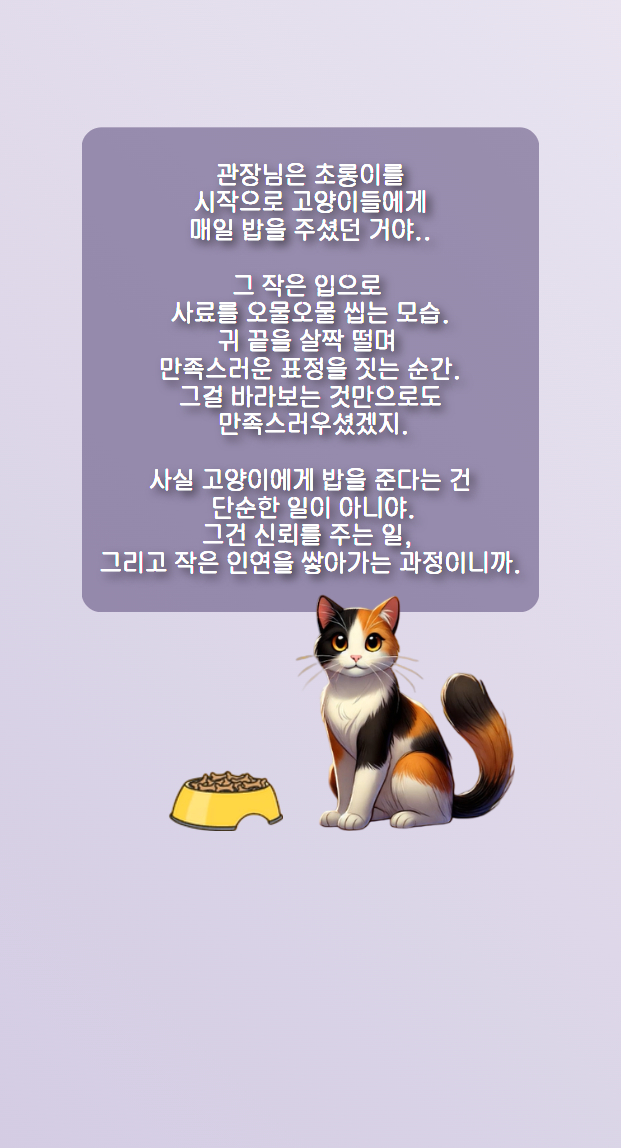 관장님은 초롱이를
시작으로 고양이들에게
매일 밥을 주셨던 거야..
그 작은 입으로
사료를 오물오물 씹는 모습.
귀 끝을 살짝 떨며
만족스러운 표정을 짓는 순간.
그걸 바라보는 것만으로도
만족스러우셨겠지.
사실 고양이에게 밥을 준다는 건
단순한 일이 아니야.
그건 신뢰를 주는 일,
그리고 작은 인연을 쌓아가는 과정이니까.